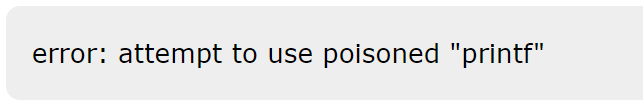 error: attempt to use poisoned "printf"